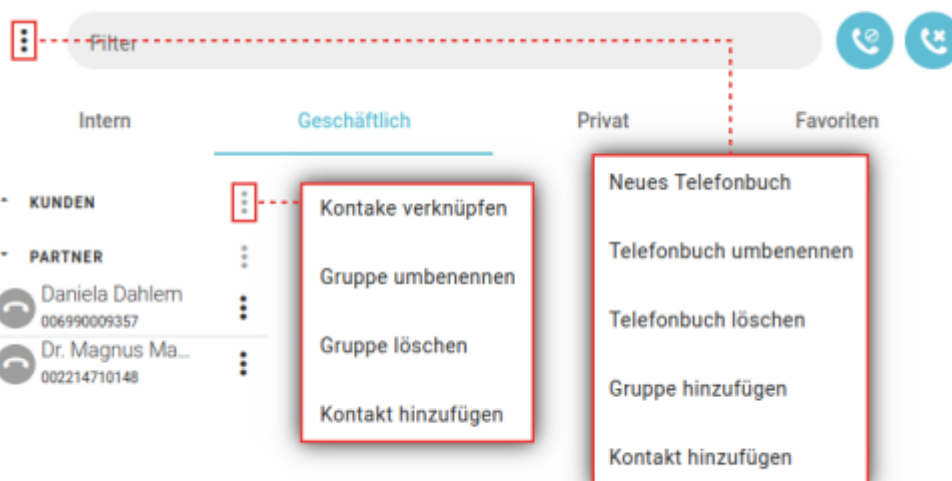 Filter
Intern
Geschäftlich
Privat
Favoriten
KUNDEN
PARTNER
Daniela Dahlem
006990009357
Dr. Magnus Ma...
002214710148
Kontake verknüpfen
Gruppe umbenennen
Gruppe löschen
Kontakt hinzufügen
Neues Telefonbuch
Telefonbuch umbenennen
Telefonbuch löschen
Gruppe hinzufügen
Kontakt hinzufügen